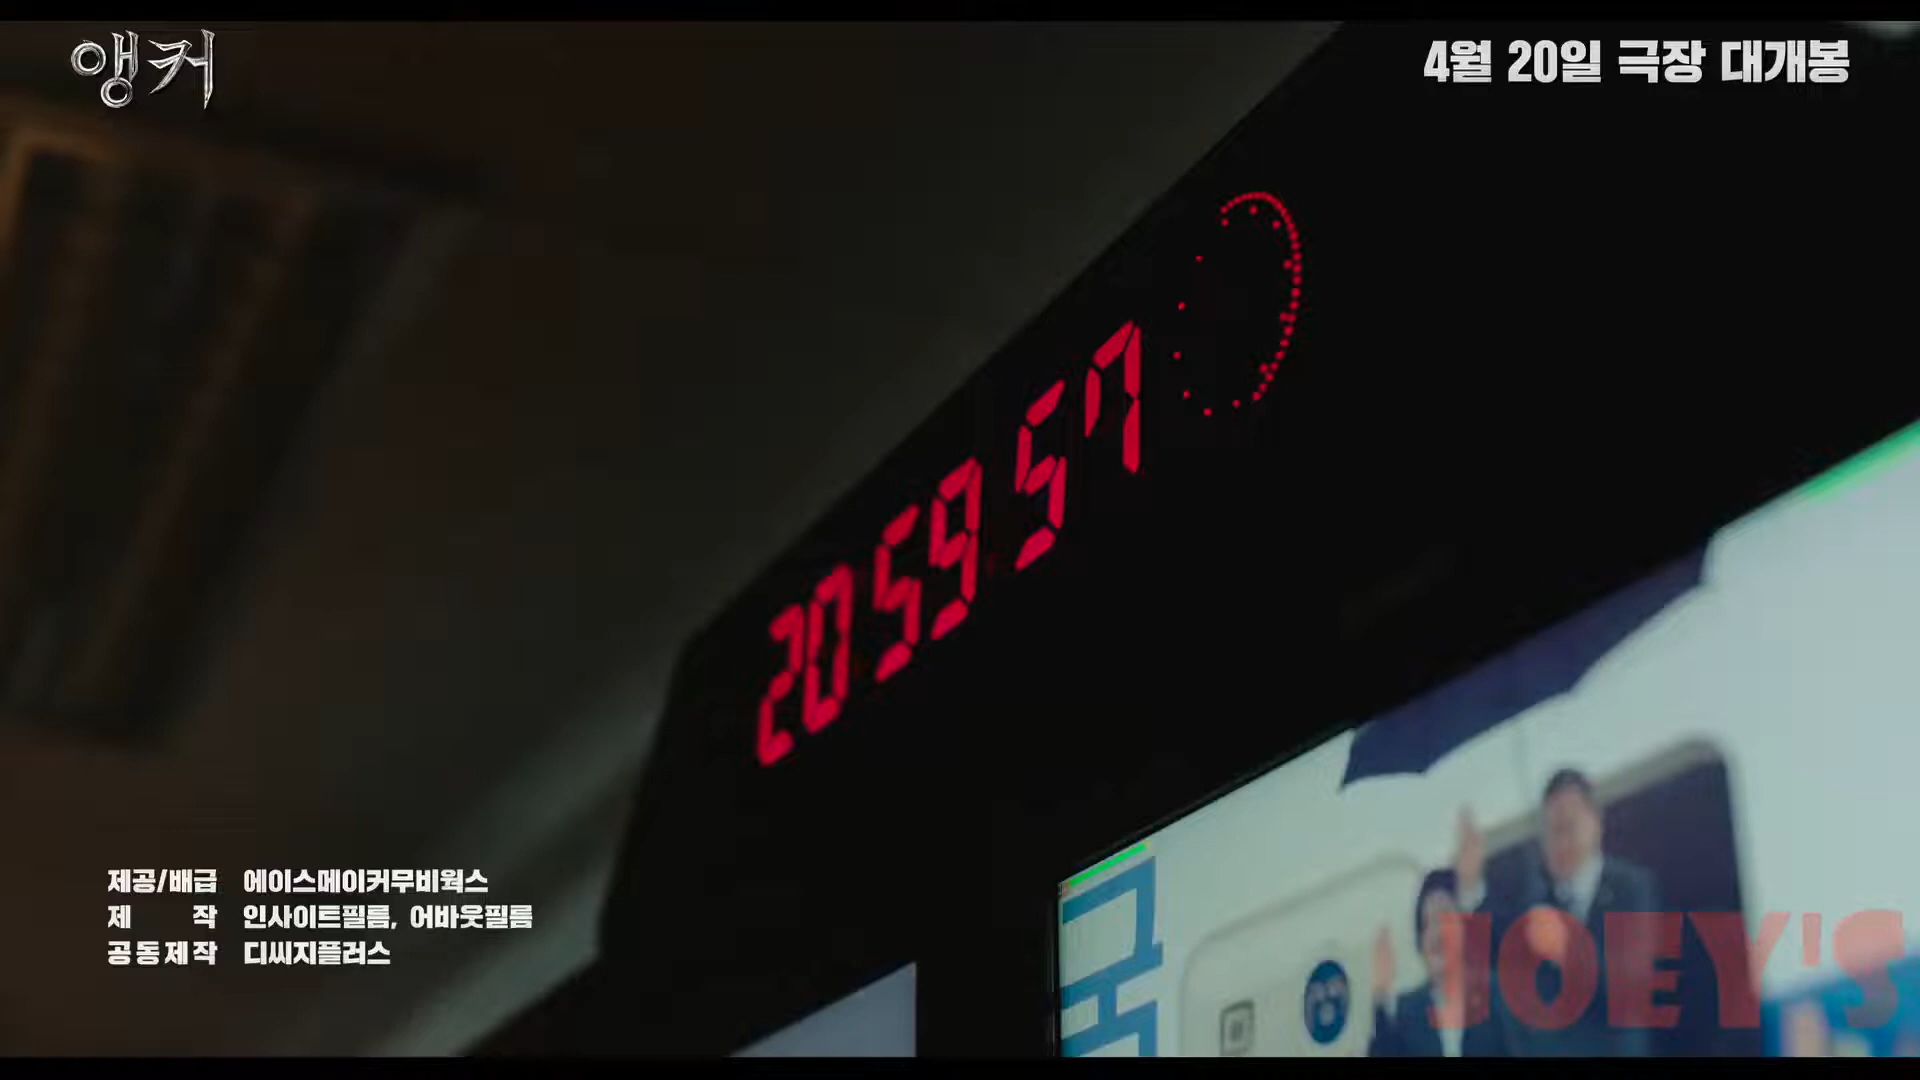 앵커
4월 20일 극장 대개봉
20 59 57
제공/배급 에이스메이커무비웍스
제 작 인사이트필름, 어바웃필름
공동제작 디씨지플러스
JOEY'S